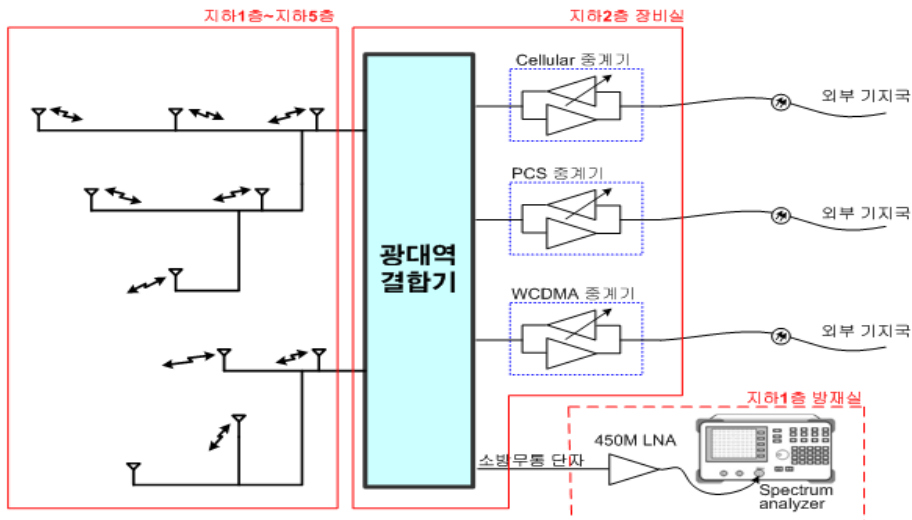 지하1층~지하5층
지하2층 장비실
Cellular 중계기
외부 기지국
PCS 중계기
외부 기지국
광대역
결합기
WCDMA 중계기
외부 기지국
지하1층 방재실
450M LNA
소방무통 단자
Spectrum
analyzer